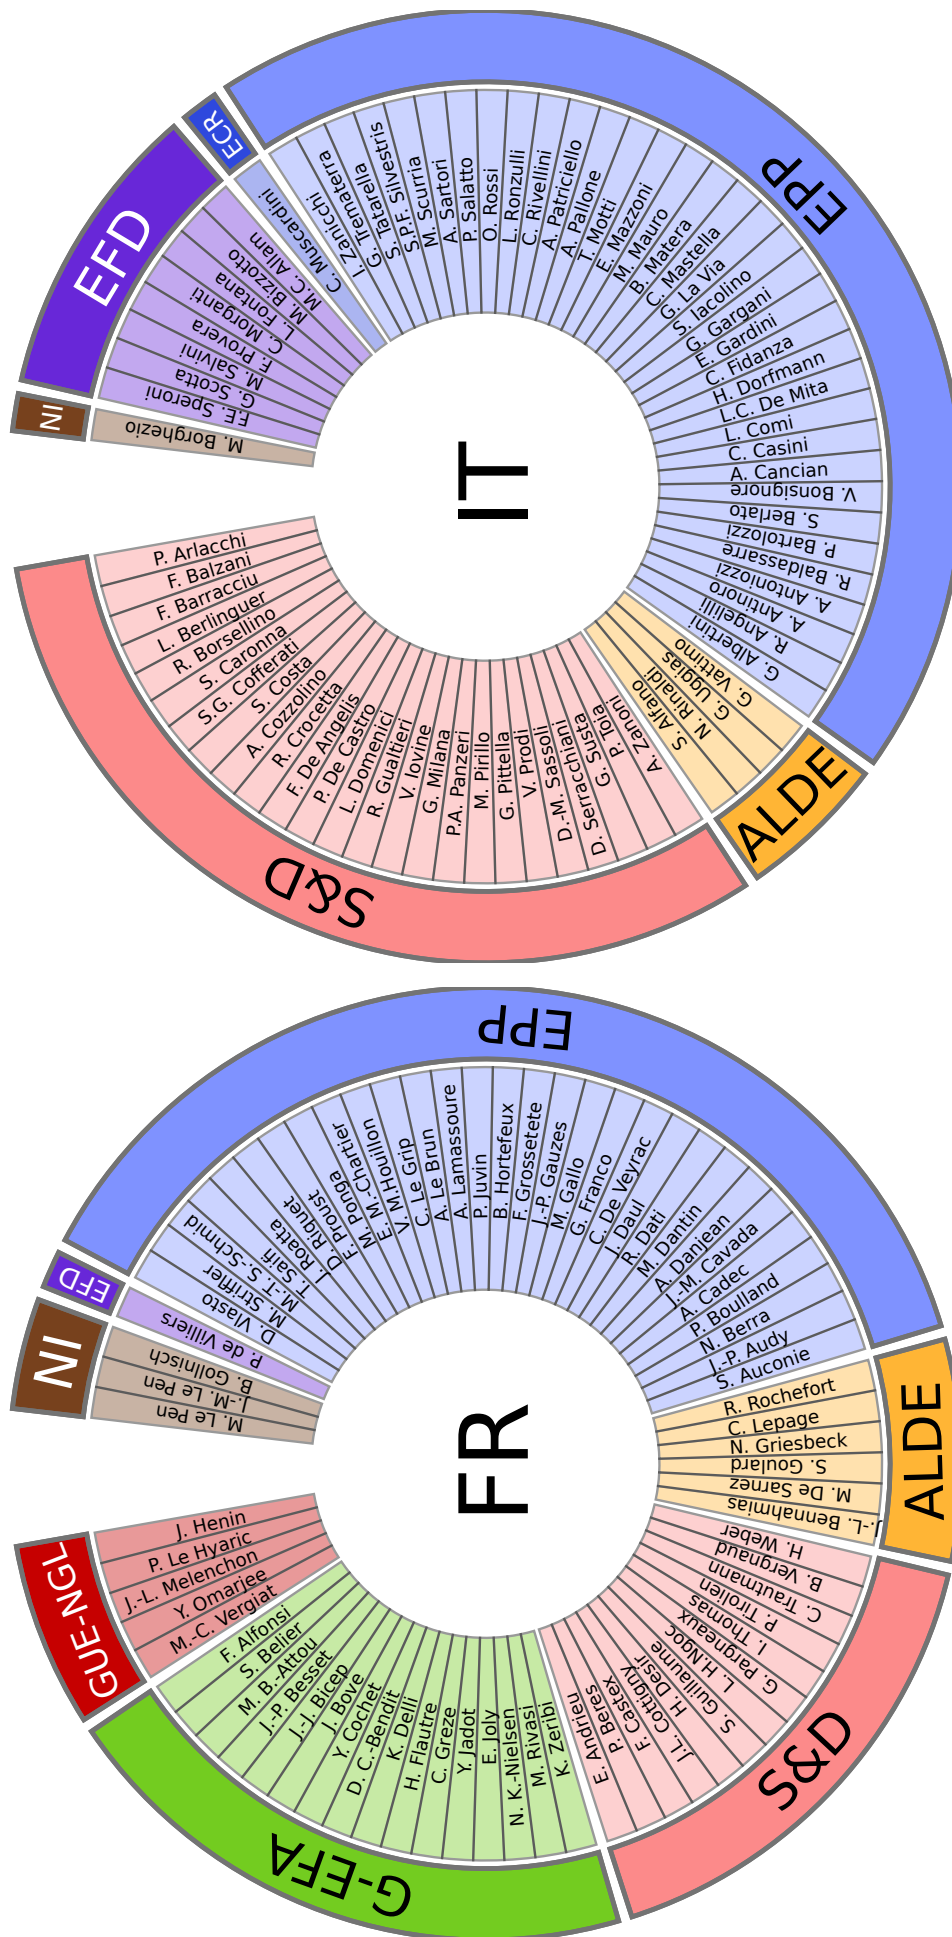 IT
EPP
I. Zanicchi
G. Trematerra
S. Tatarella
S.P.E. Silvestris
M. Scurria
A. Sartori
P. Salatto
O. Rossi
L. Ronzulli
C. Rivellini
A. Patriciello
A. Pallone
T. Motti
E. Mazzoni
M. Mauro
B. Matera
C. Mastella
G. La Via
S. Iacolino
G. Gargani
E. Gardini
C. Fidanza
H. Dorfmann
L.C. De Mita
L. Comi
C. Casini
A. Cancian
V. Bonsignore
S. Berlato
P. Bartolozzi
R. Baldassarre
A. Antoniozzi
A. Antinoro
R. Angelilli
G. Albertini
ALDE
G. Vattimo
G. Uggias
N. Rinaldi
S. Alfano
S&D
A. Zanoni
P. Toia
G. Susta
D. Serracchiani
D.-M. Sassoli
V. Prodi
G. Pittella
M. Pirillo
P.A. Panzeri
G. Milana
V. Iovine
R. Gualtieri
L. Domenici
P. De Castro
F. De Angelis
R. Crocetta
A. Cozzolino
S. Costa
S.G. Cofferati
S. Caronna
R. Borsellino
L. Berlinguer
F. Barracciu
F. Balzani
P. Arlacchi
NI
M. Borghezio
EFD
F.E. Speroni
G. Scotta
M. Salvini
F. Provera
C. Morganti
L. Fontana
M. Bizzotto
M.C. Allam
ECR
C. Muscardini
FR
EPP
D. Vlasto
M. Striffler
M.-T. S.-Schmid
T. Saifi
J. Roatta
D. Riquet
F. Proust
M. Ponga
E. M.-Chartier
V. M.Houillon
C. Le Grip
A. Le Brun
A. Lamassoure
P. Juvin
B. Hortefeux
F. Grossetete
J.-P. Gauzes
M. Gallo
G. Franco
C. De Veyrac
J. Daul
R. Dati
M. Dantin
A. Danjean
J.-M. Cavada
A. Cadec
P. Boulland
N. Berra
J.-P. Audy
S. Auconie
ALDE
R. Rochefort
C. Lepage
N. Griesbeck
S. Goulard
M. De Sarnez
J.-L. Bennahmias
S&D
H. Weber
B. Vergnaud
C. Trautmann
P. Tirolien
I. Thomas
G. Pargneaux
L. H.Ngoc
S. Guillaume
H. Desir
J.L. Cottigny
F. Castex
P. Beres
E. Andrieu
G-EFA
K. Zeribi
M. Rivasi
N. K.-Nielsen
E. Joly
Y. Jadot
C. Greze
H. Flautre
K. Delli
D. C.-Bendit
Y. Cochet
J. Bove
J.-J. Bicep
J.-P. Besset
M. B.-Attou
S. Belier
F. Alfonsi
GUE-NGL
M.-C. Vergiat
Y. Omarjee
J.-L. Melenchon
P. Le Hyaric
J. Henin
NI
M. Le Pen
J.-M. Le Pen
B. Gollnisch
EFD
P. de Villiers